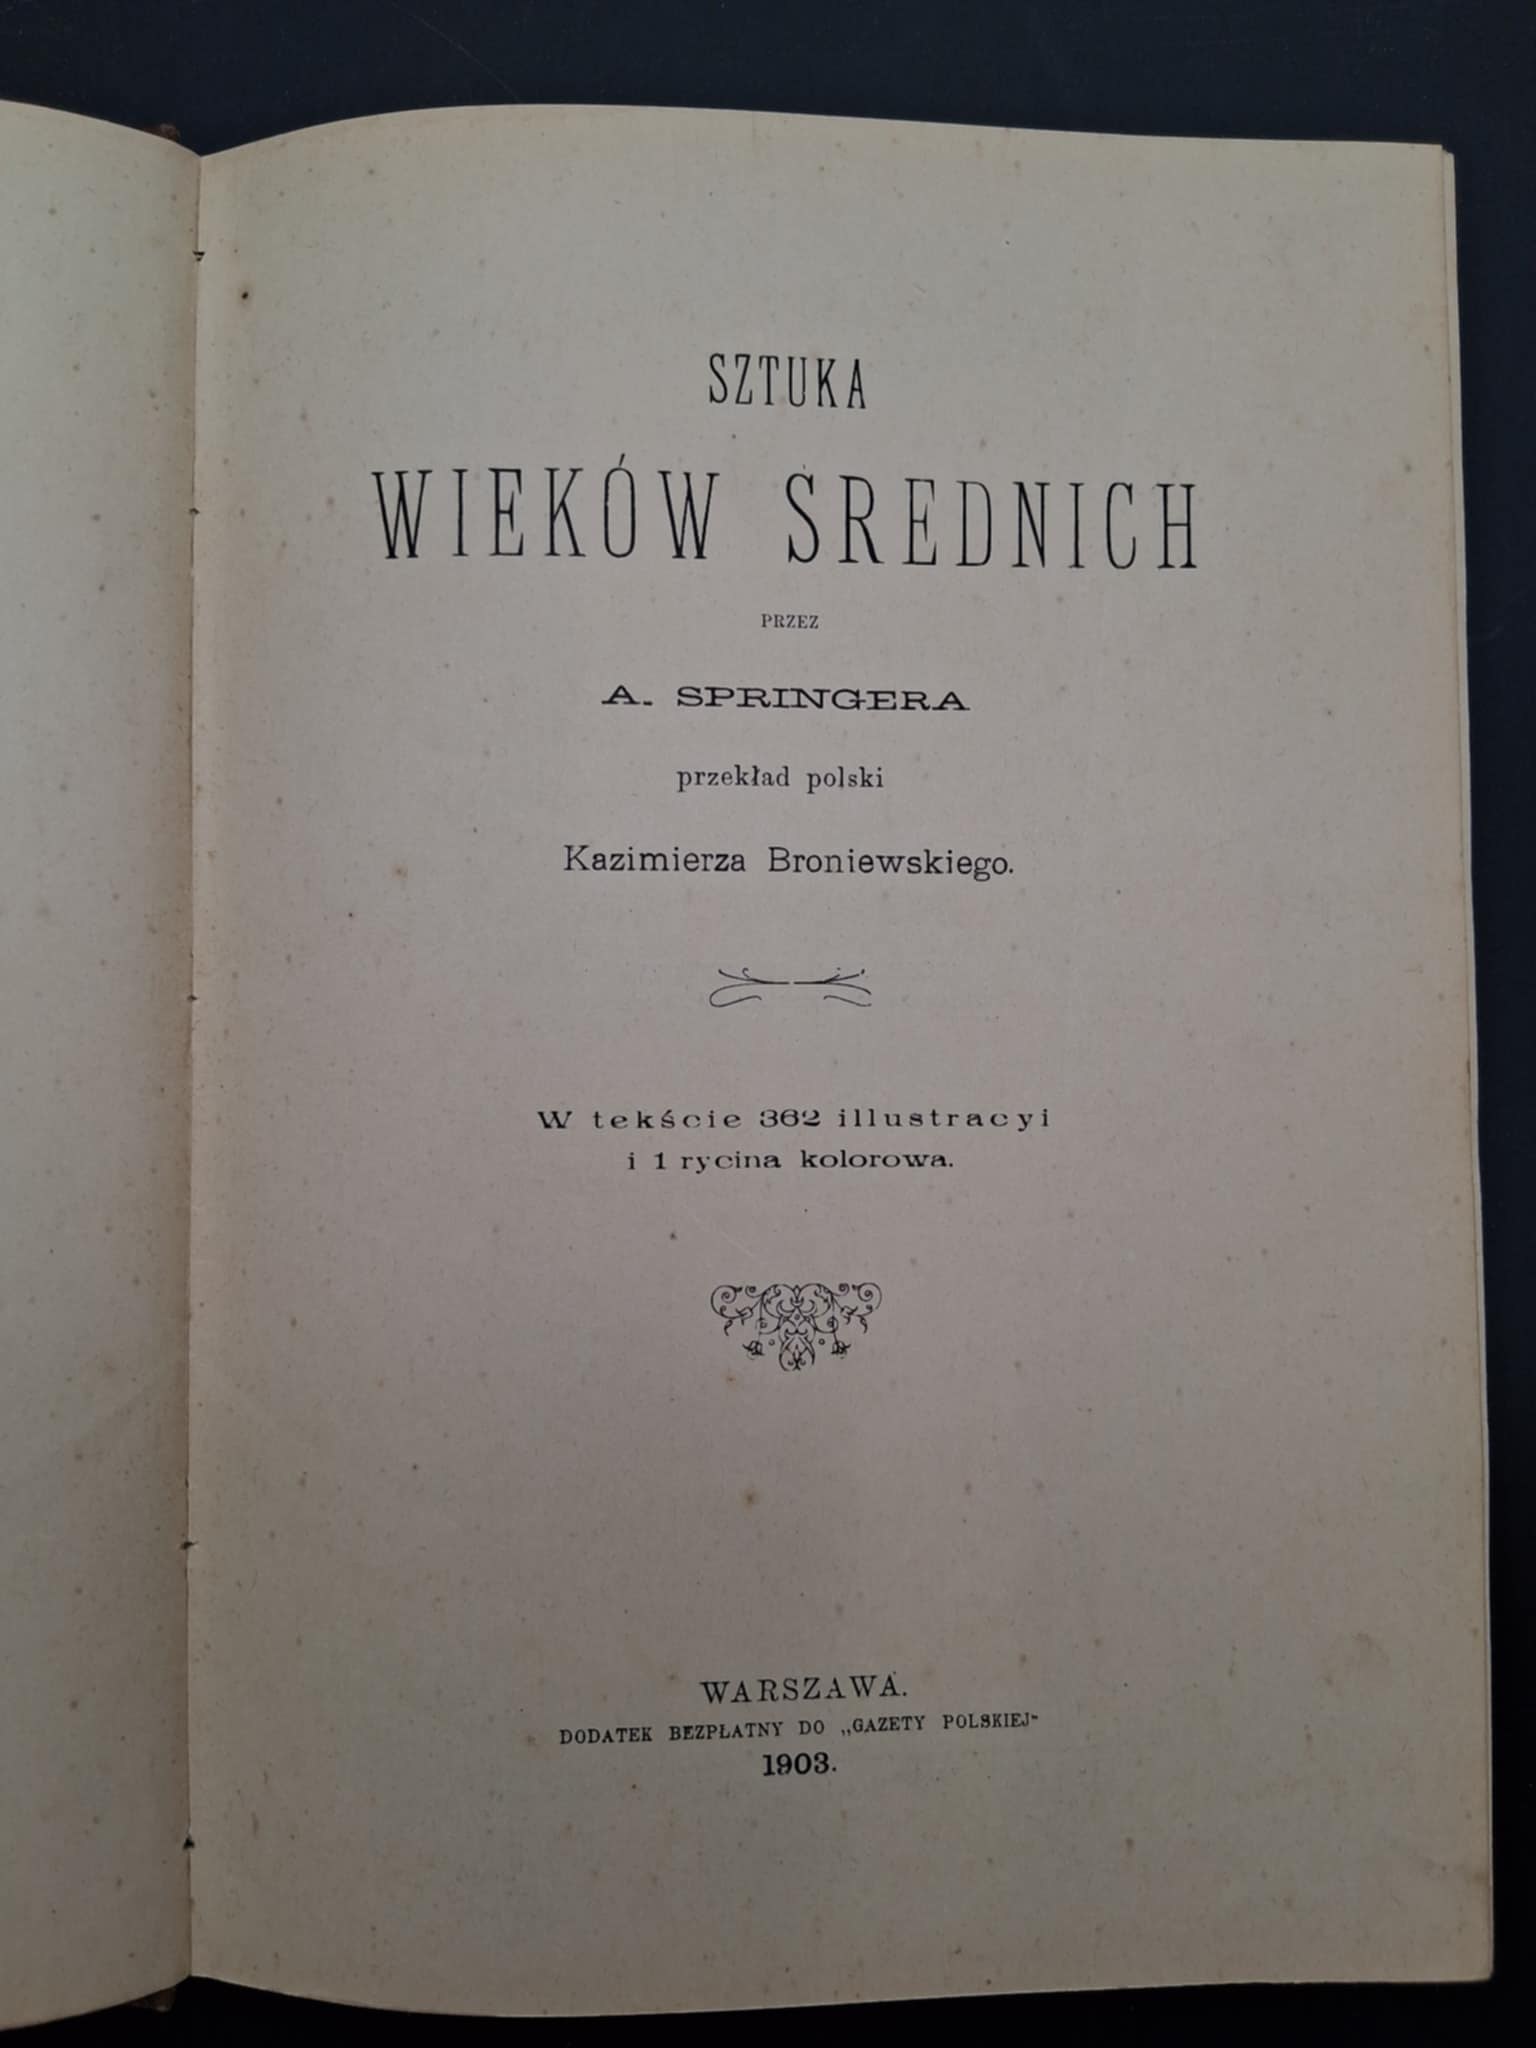 SZTUKA
WIEKÓW ŚREDNICH
PRZEZ
A. SPRINGERA
przekład polski
Kazimierza Broniewskiego.
W tekście 362 illustracyi
i 1 rycina kolorowa.
WARSZAWA.
DODATEK BEZPŁATNY DO „GAZETY POLSKIEJ”
1903.